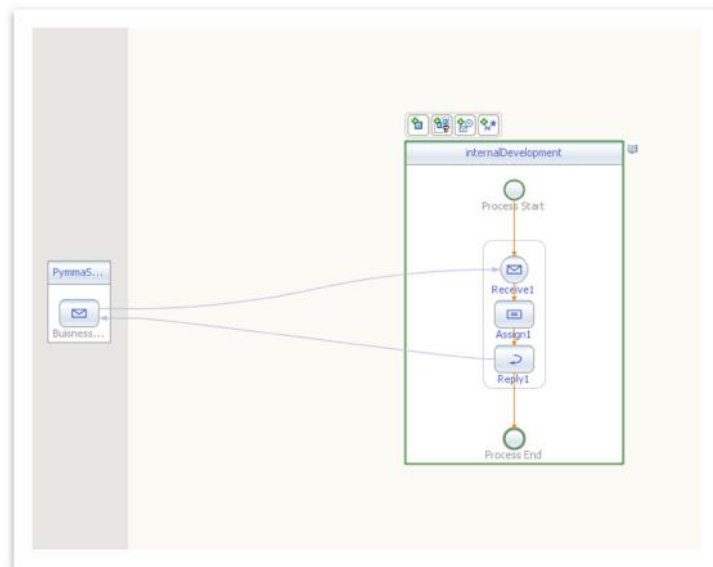 internalDevelopment
Process Start
PymmaS...
Buisness...
Receive1
Assign1
Reply1
Process End